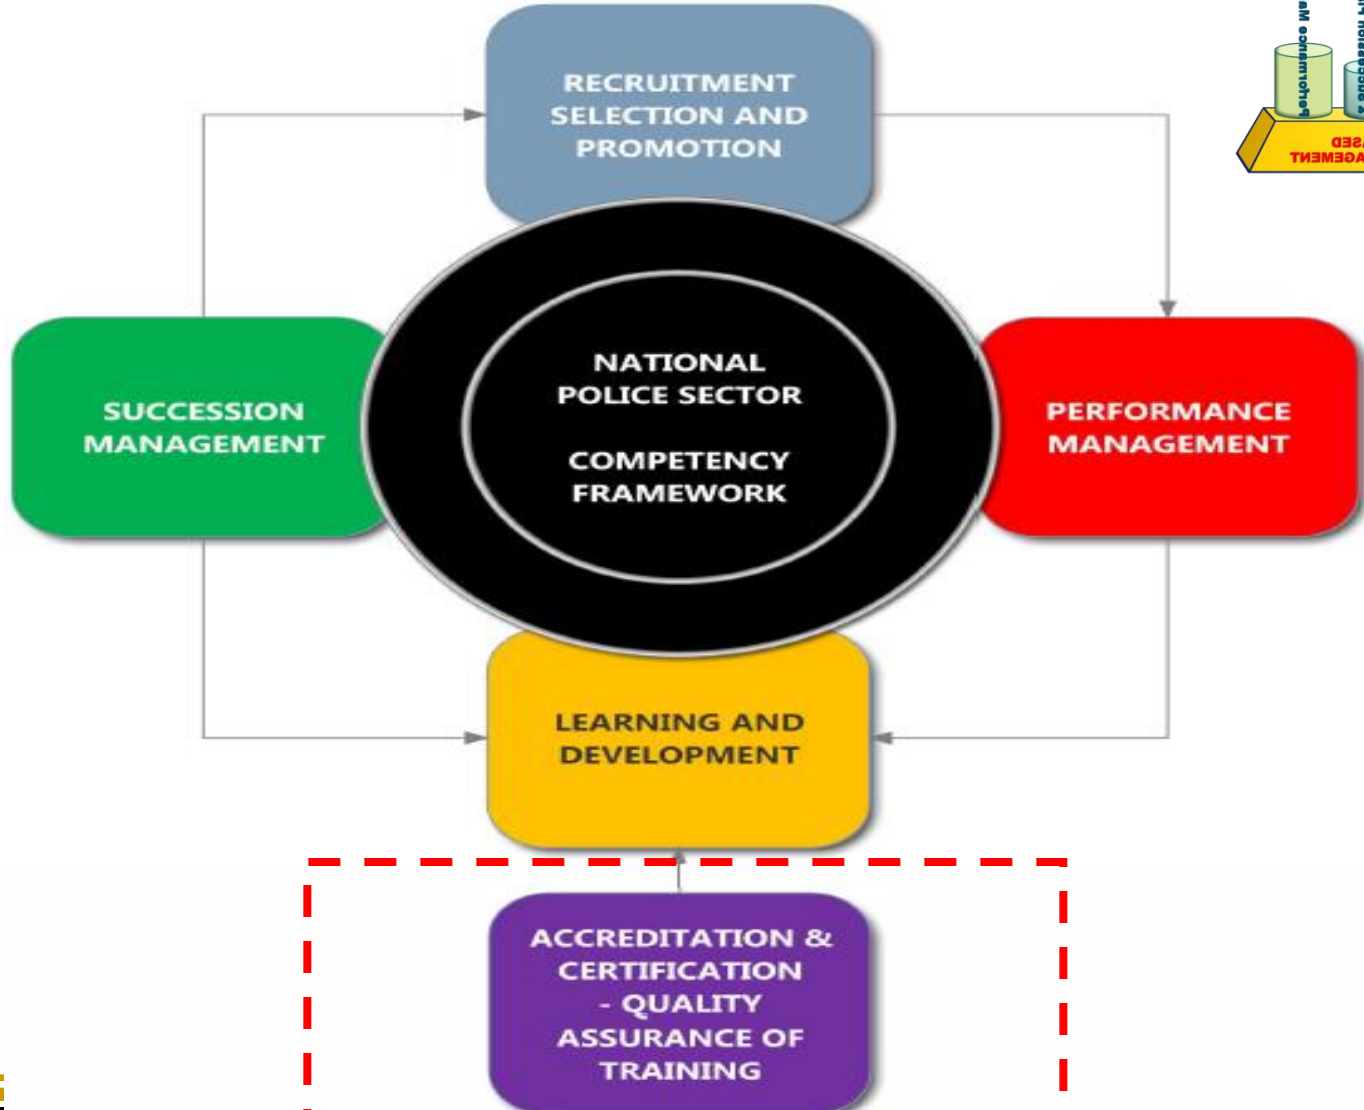 RECRUITMENT
SELECTION AND
PROMOTION
NATIONAL
POLICE SECTOR
COMPETENCY
FRAMEWORK
SUCCESSION
MANAGEMENT
PERFORMANCE
MANAGEMENT
LEARNING AND
DEVELOPMENT
ACCREDITATION &
CERTIFICATION
- QUALITY
ASSURANCE OF
TRAINING